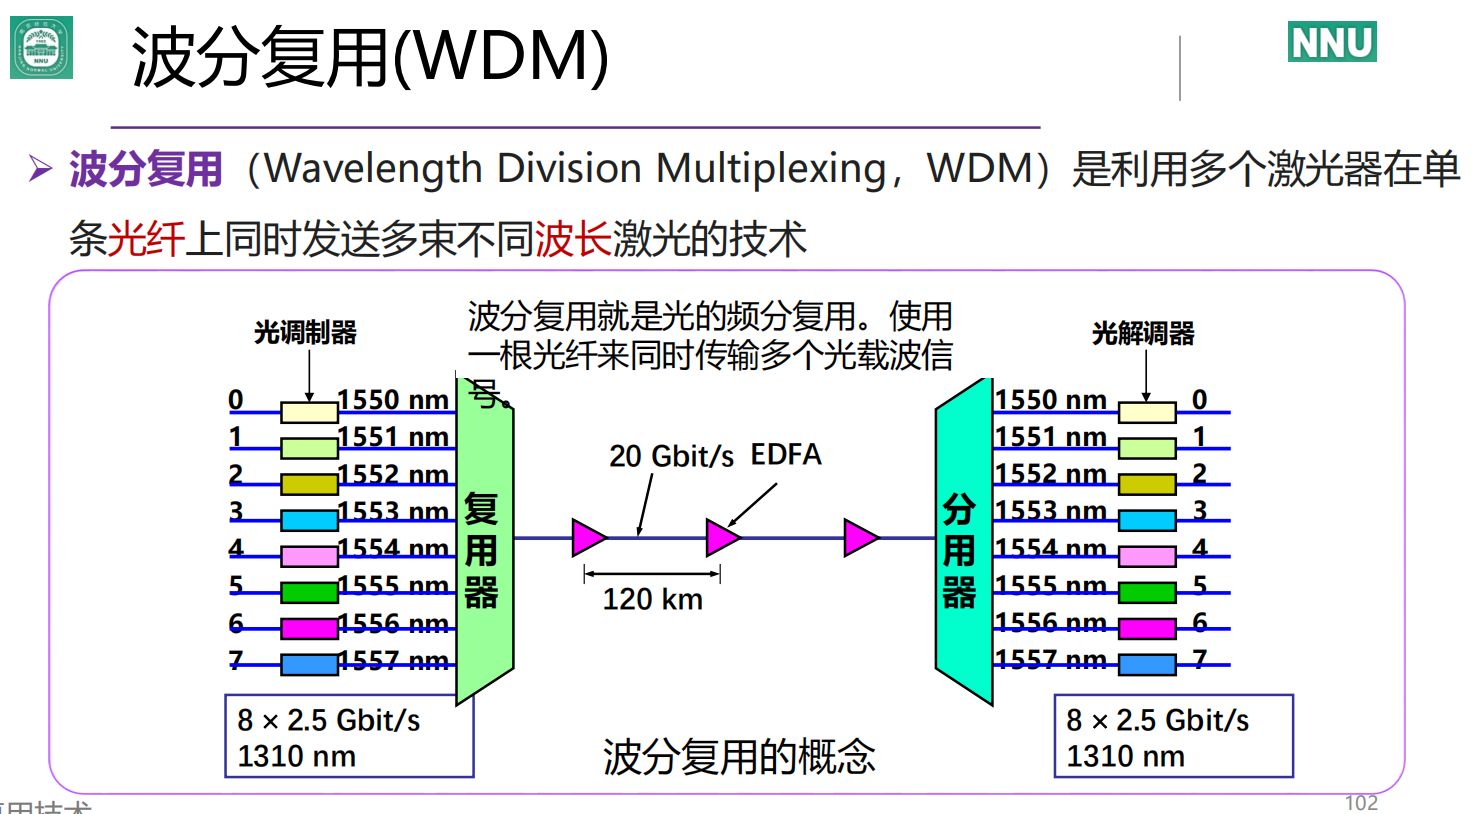 波分复用(WDM)
NNU
NNU
波分复用（Wavelength Division Multiplexing，WDM）是利用多个激光器在单
条光纤上同时发送多束不同波长激光的技术
波分复用就是光的频分复用。使用
一根光纤来同时传输多个光载波信
号。
光调制器
光解调器
0 1550 nm
1 1551 nm
2 1552 nm
3 1553 nm
4 1554 nm
5 1555 nm
6 1556 nm
7 1557 nm
复
用
器
20 Gbit/s EDFA
120 km
分
用
器
1550 nm 0
1551 nm 1
1552 nm 2
1553 nm 3
1554 nm 4
1555 nm 5
1556 nm 6
1557 nm 7
8 × 2.5 Gbit/s
1310 nm
8 × 2.5 Gbit/s
1310 nm
波分复用的概念
用技术
102